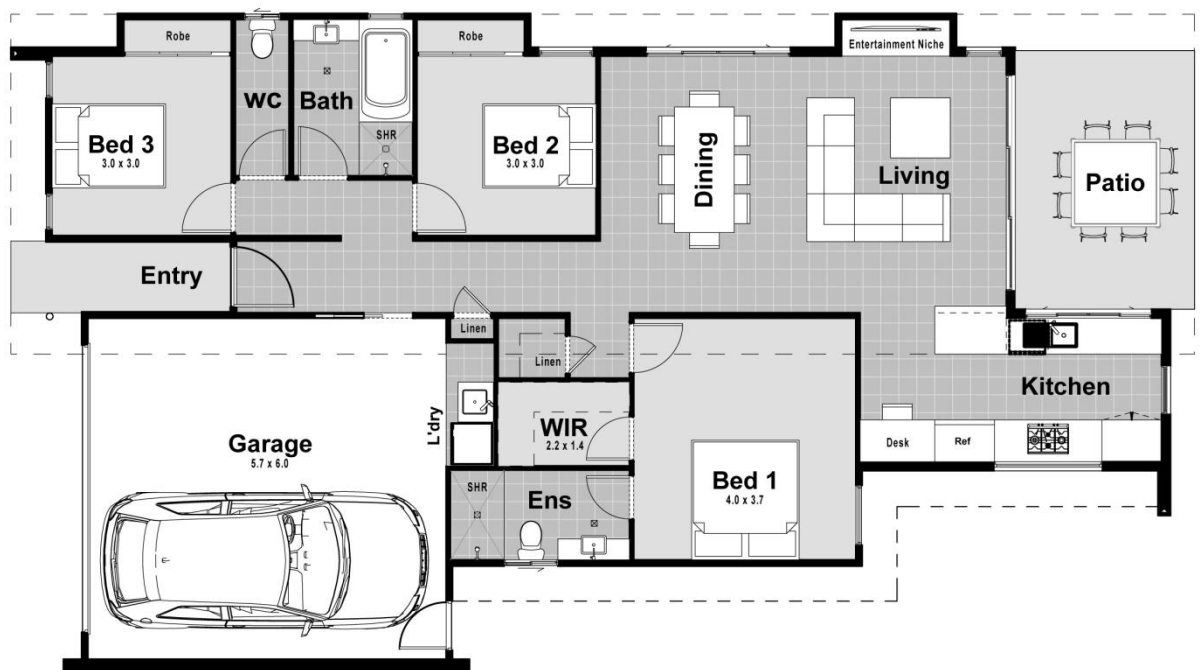 Robe
Robe
Entertainment Niche
WC
Bath
Bed 3
3.0 x 3.0
SHR
Bed 2
3.0 x 3.0
Dining
Living
Patio
Entry
Linen
Linen
Kitchen
L'dry
WIR
2.2 x 1.4
Garage
5.7 x 6.0
Desk
Ref
SHR
Ens
Bed 1
4.0 x 3.7